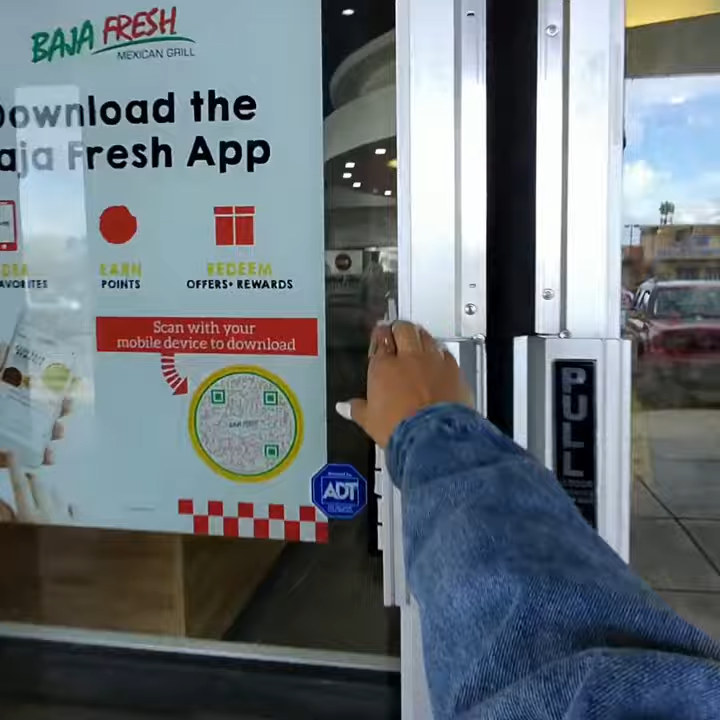 BAJA FRESH
MEXICAN GRILL
Download the
aja Fresh App
EARN
POINTS
REDEEM
OFFERS+ REWARDS
Scan with your
mobile device to download
ADT
PULL